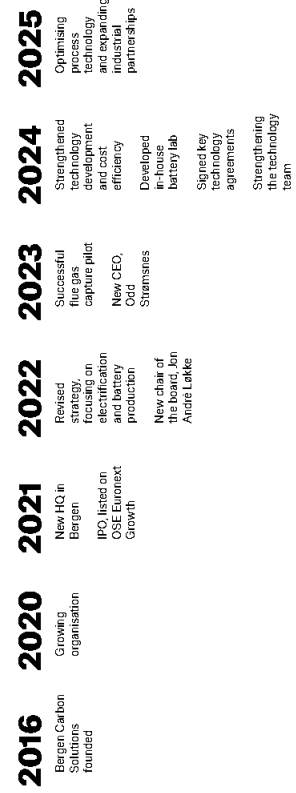 2016
Bergen Carbon
Solutions
founded
2020
Growing
organisation
2021
New HQ in
Bergen
IPO, listed on
OSE Euronext
Growth
2022
Revised
strategy,
focusing on
electrification
and battery
production
New chair of
the board, Jon
André Løkke
2023
Successful
flue gas
capture pilot
New CEO,
Odd
Strømsnes
2024
Strengthened
technology
development
and cost
efficiency
Developed
in-house
battery lab
Signed key
technology
agreements
Strengthening
the technology
team
2025
Optimising
process
technology
and expanding
industrial
partnerships